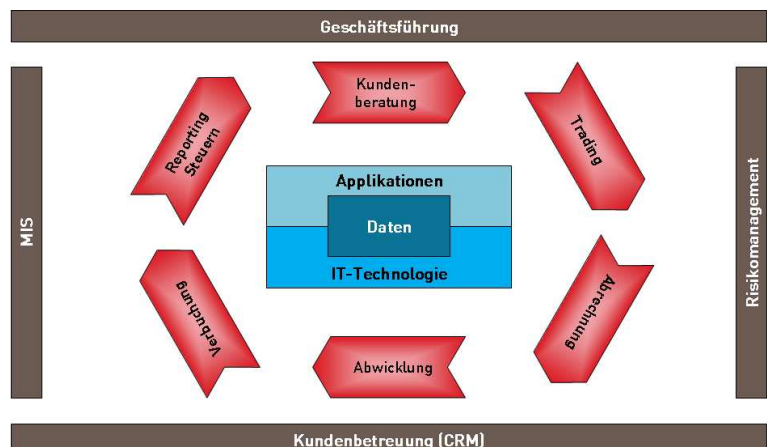 Geschäftsführung
Kunden-
beratung
Trading
Reporting
Steuern
Applikationen
Daten
IT-Technologie
MIS
Risikomanagement
Verbuchung
Abwicklung
Abrechnung
Kundenbetreuung (CRM)